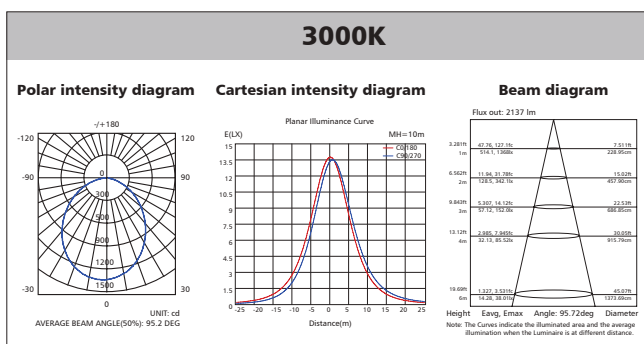 3000K
Polar intensity diagram
-/+180
-120
120
-90
90
0
300
600
900
1200
1500
-30
30
0
UNIT: cd
AVERAGE BEAM ANGLE(50%): 95.2 DEG
Cartesian intensity diagram
Planar Illuminance Curve
E(LX)
MH=10m
C0/180
C90/270
15
13.5
12
10.5
9
7.5
6
4.5
3
1.5
0
-25 -20 -15 -10 -5 0 5 10 15 20 25
Distance(m)
Beam diagram
Flux out: 2137 lm
3.281ft 47.76, 127.1fc 7.511ft
1m 514.1, 1368lx 228.95cm
6.562ft 11.94, 31.78fc 15.02ft
2m 128.5, 342.1lx 457.90cm
9.843ft 5.307, 14.12fc 22.53ft
3m 57.12, 152.0lx 686.85cm
13.12ft 2.985, 7.945fc 30.05ft
4m 32.13, 85.52lx 915.79cm
19.69ft 1.327, 3.531fc 45.07ft
6m 14.28, 38.01lx 1373.69cm
Height Eavg, Emax Angle: 95.72deg Diameter
Note: The Curves indicate the illuminated area and the average
illumination when the Luminaire is at different distance.